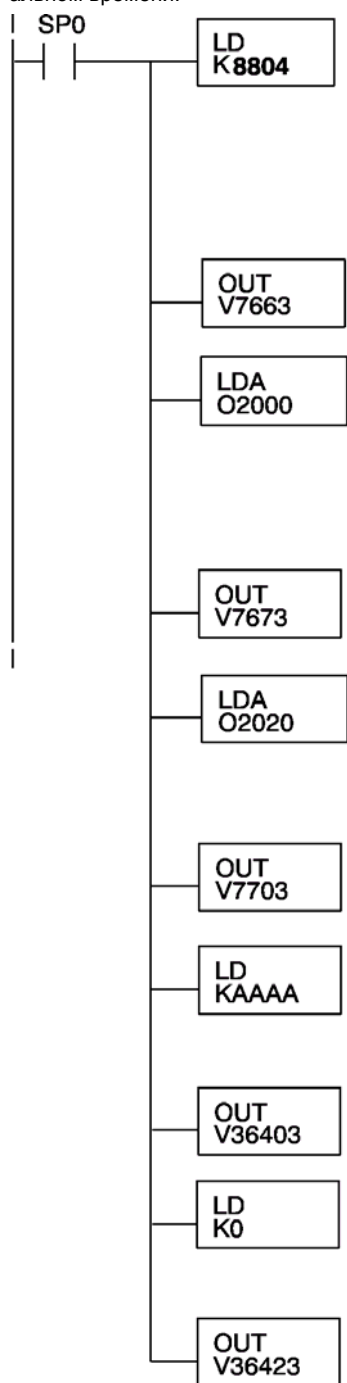 SP0
LD
K8804
OUT
V7663
LDA
O2000
OUT
V7673
LDA
O2020
OUT
V7703
LD
KAAAA
OUT
V36403
LD
K0
OUT
V36423